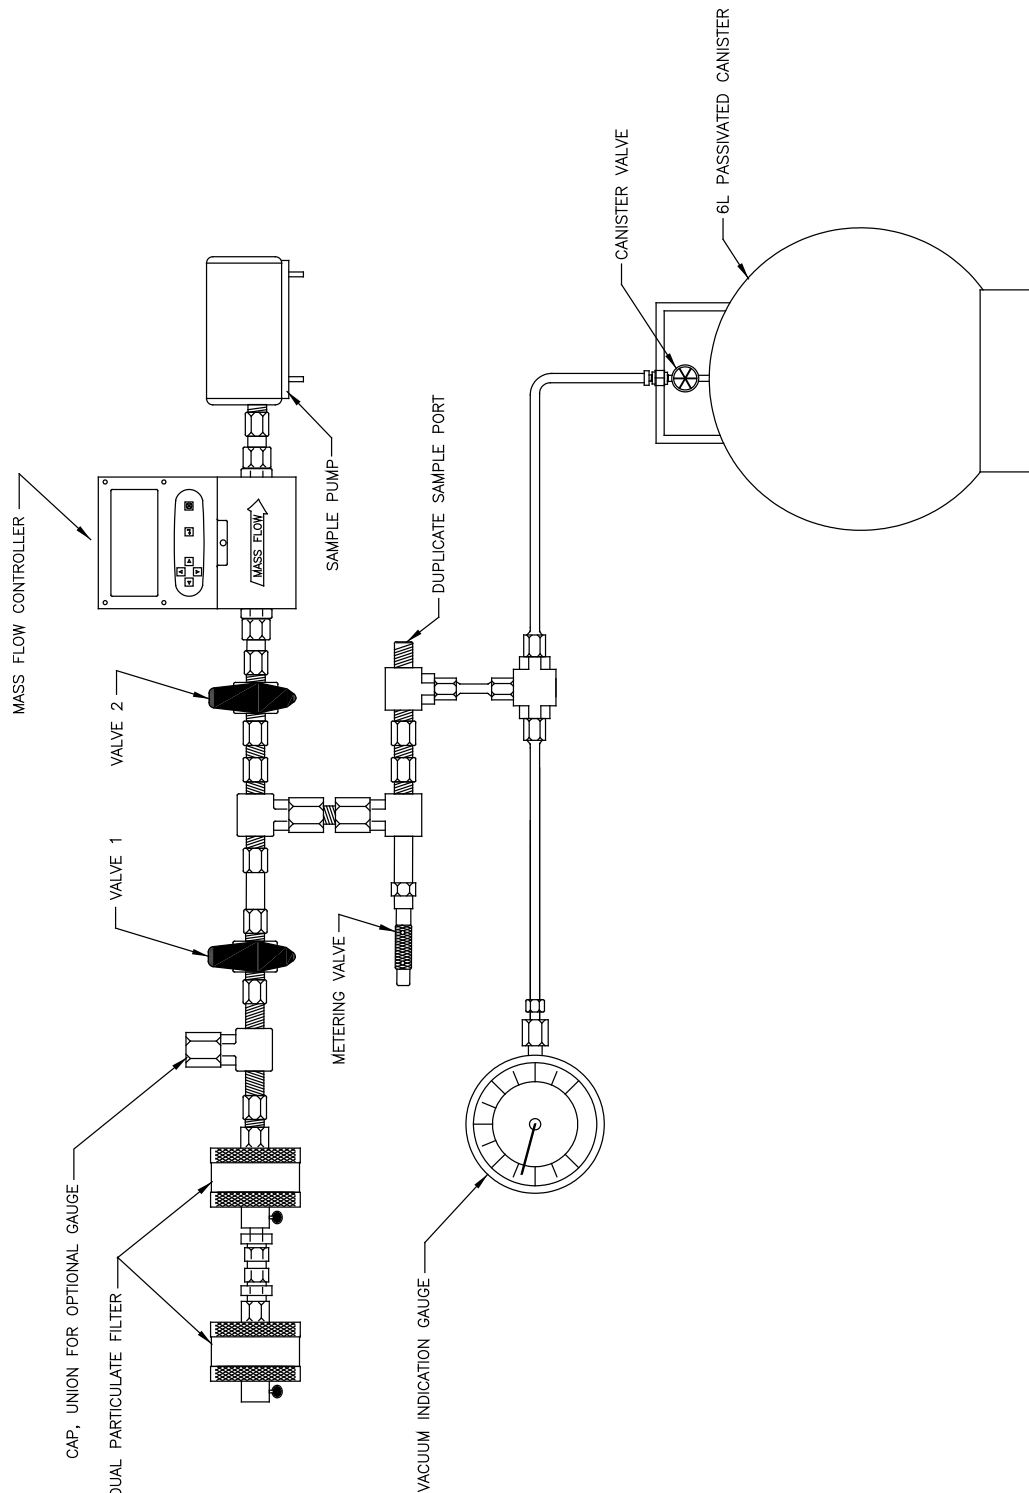 MASS FLOW CONTROLLER
VALVE 2
VALVE 1
CAP, UNION FOR OPTIONAL GAUGE
DUAL PARTICULATE FILTER
MASS FLOW
SAMPLE PUMP
METERING VALVE
DUPLICATE SAMPLE PORT
VACUUM INDICATION GAUGE
CANISTER VALVE
6L PASSIVATED CANISTER